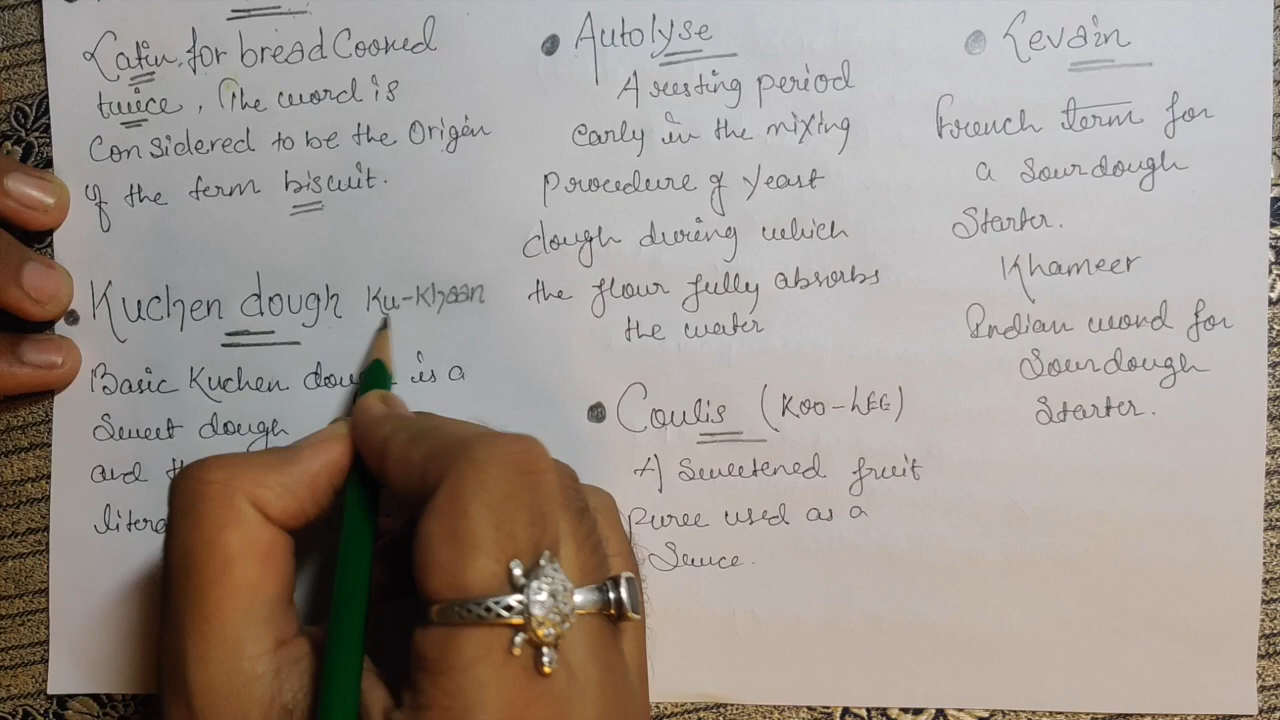 Latin for bread Cooked
twice, The word is
Considered to be the Origin
of the term biscuit.
Kuchen dough Ku-Khaan
Basic Kuchen dough is a
Sweet dough
and
Autolyse
A resting period
early in the mixing
Procedure of yeast
dough during which
the flour fully absorbs
the water
Coulis (KOO-LEE)
A Sweetened fruit
Puree used as a
Sauce.
Levain
French term for
a Sourdough
Starter.
Khameer
Indian word for
Sourdough
Starter.